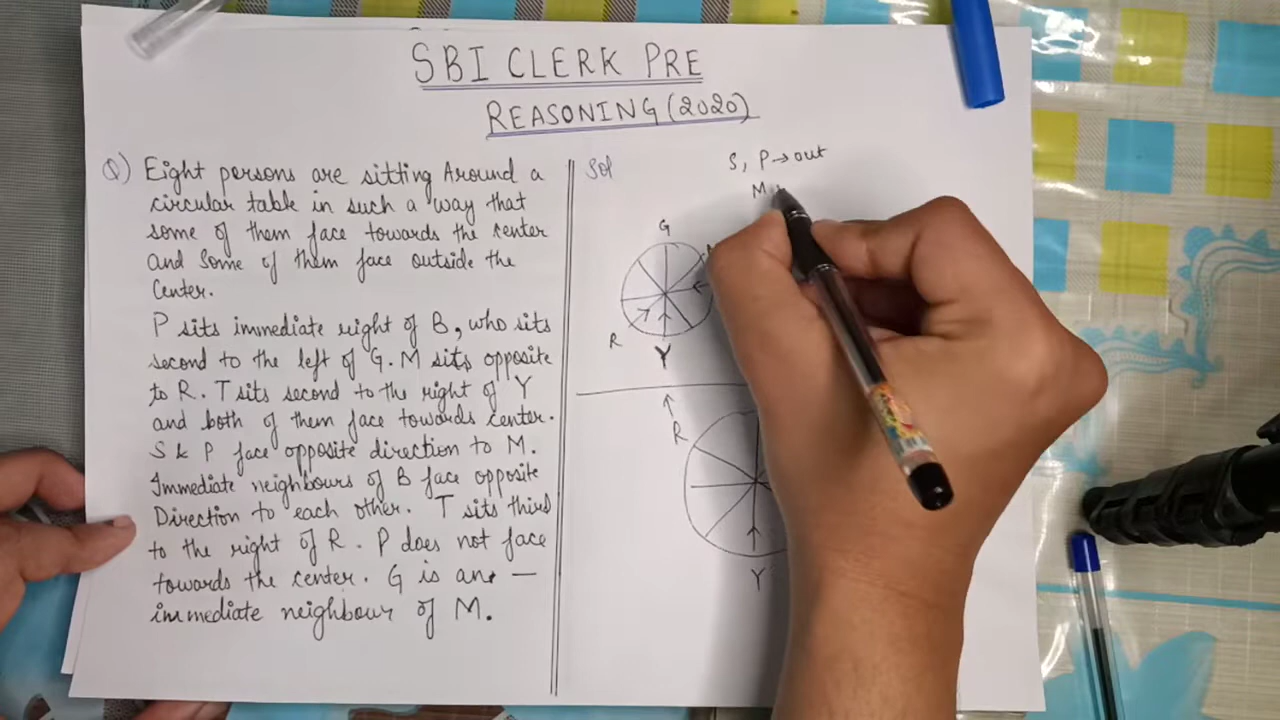 SBI CLERK PRE
REASONING (2020)
Q) Eight persons are sitting Around a
circular table in such a way that
some of them face towards the center
and Some of them face outside the
Center.
P sits immediate right of B, who sits
second to the left of G. M sits opposite
to R. T sits second to the right of Y
and both of them face towards center.
S & P face opposite direction to M.
Immediate neighbours of B face opposite
Direction to each other. T sits third
to the right of R. P does not face
towards the center. G is an —
immediate neighbour of M.
Sol
S, P → out
M
G
R
Y
R
Y